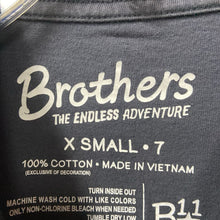 Brothers
THE ENDLESS ADVENTURE
X SMALL • 7
100% COTTON • MADE IN VIETNAM
(EXCLUSIVE OF DECORATION)
TURN INSIDE OUT
MACHINE WASH COLD WITH LIKE COLORS
ONLY NON-CHLORINE BLEACH WHEN NEEDED
TUMBLE DRY LOW
B11